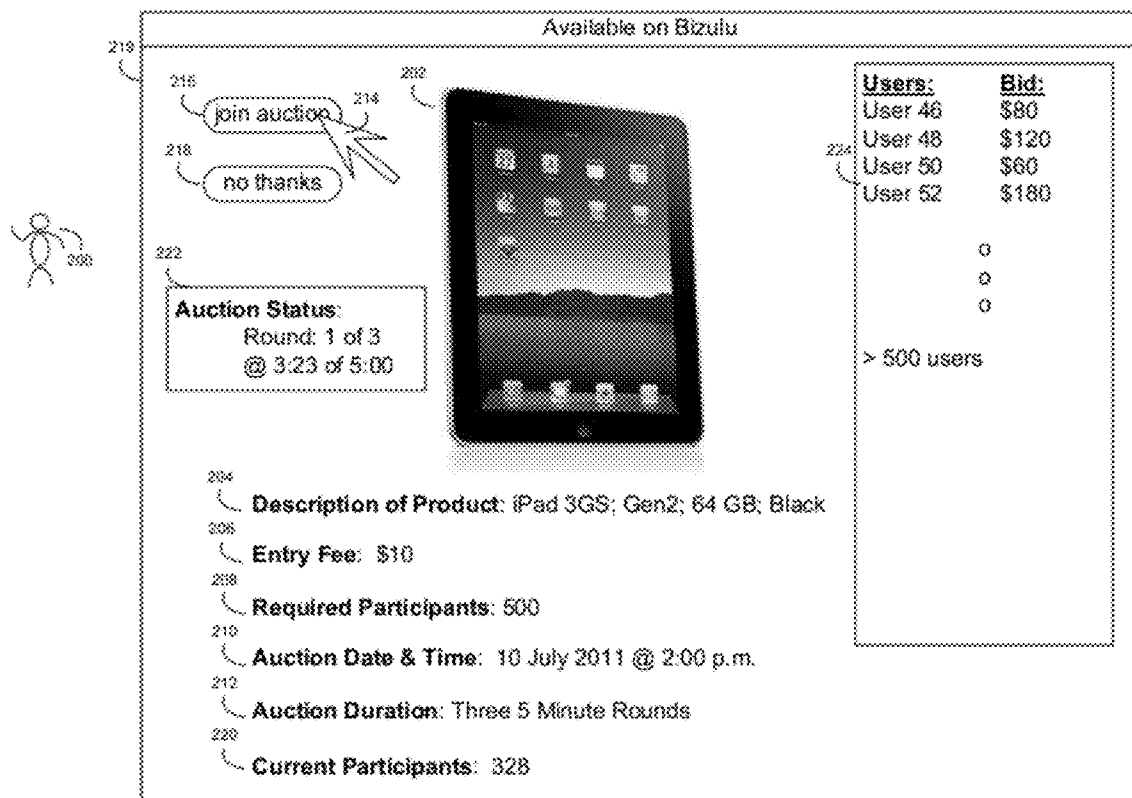 Available on Bizulu
219
216
join auction
214
218
no thanks
202
200
222
Auction Status:
Round: 1 of 3
@ 3:23 of 5:00
Users: Bid:
User 46 $80
User 48 $120
224
User 50 $60
User 52 $180
o
o
o
> 500 users
204
Description of Product: iPad 3GS; Gen2; 64 GB; Black
206
Entry Fee: $10
208
Required Participants: 500
210
Auction Date & Time: 10 July 2011 @ 2:00 p.m.
212
Auction Duration: Three 5 Minute Rounds
220
Current Participants: 328